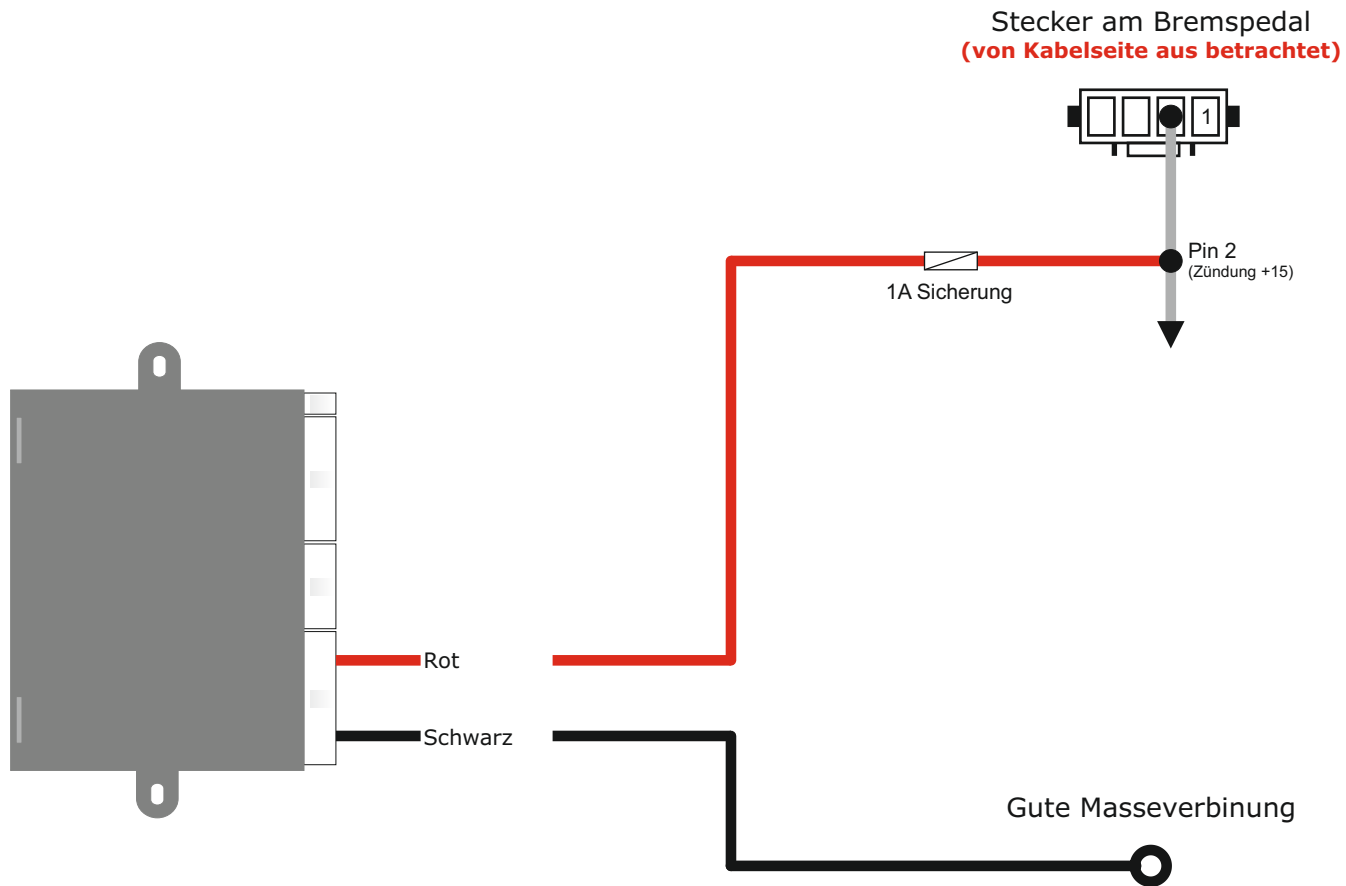 Stecker am Bremspedal
(von Kabelseite aus betrachtet)
1
Pin 2
(Zündung +15)
1A Sicherung
Rot
Schwarz
Gute Masseverbinung